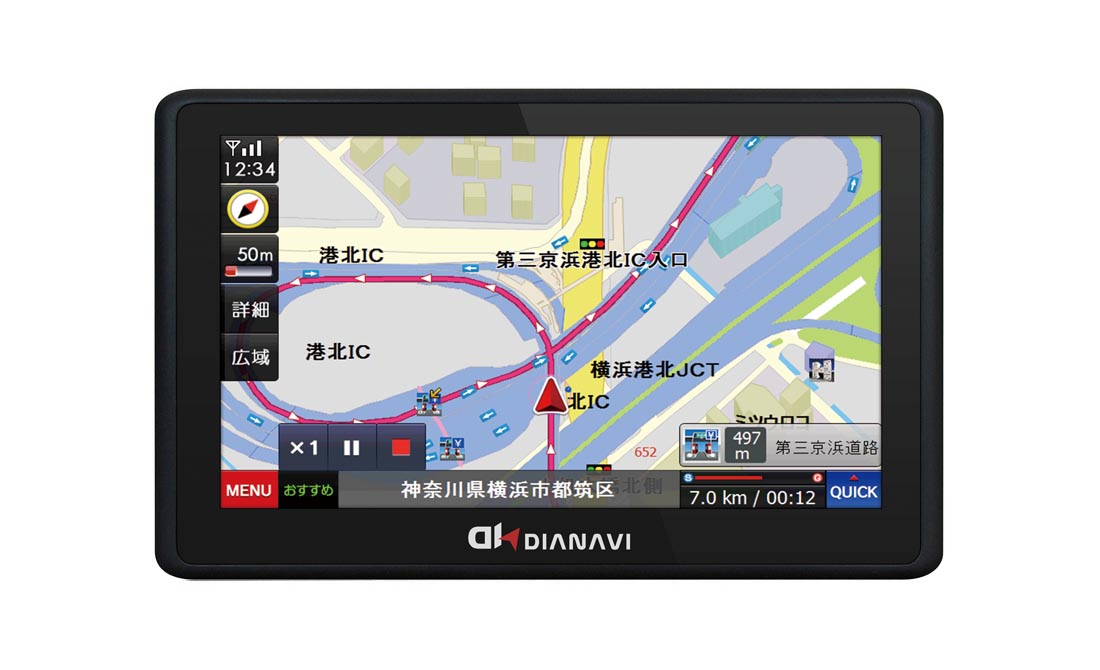 12:34
50m
詳細
広域
港北IC
第三京浜港北IC入口
港北IC
横浜港北JCT
北IC
ミツウロコ
652
×1
497
m
第三京浜道路
MENU
おすすめ
神奈川県横浜市都筑区
橋北側
S
G
7.0 km / 00:12
QUICK
DIANAVI